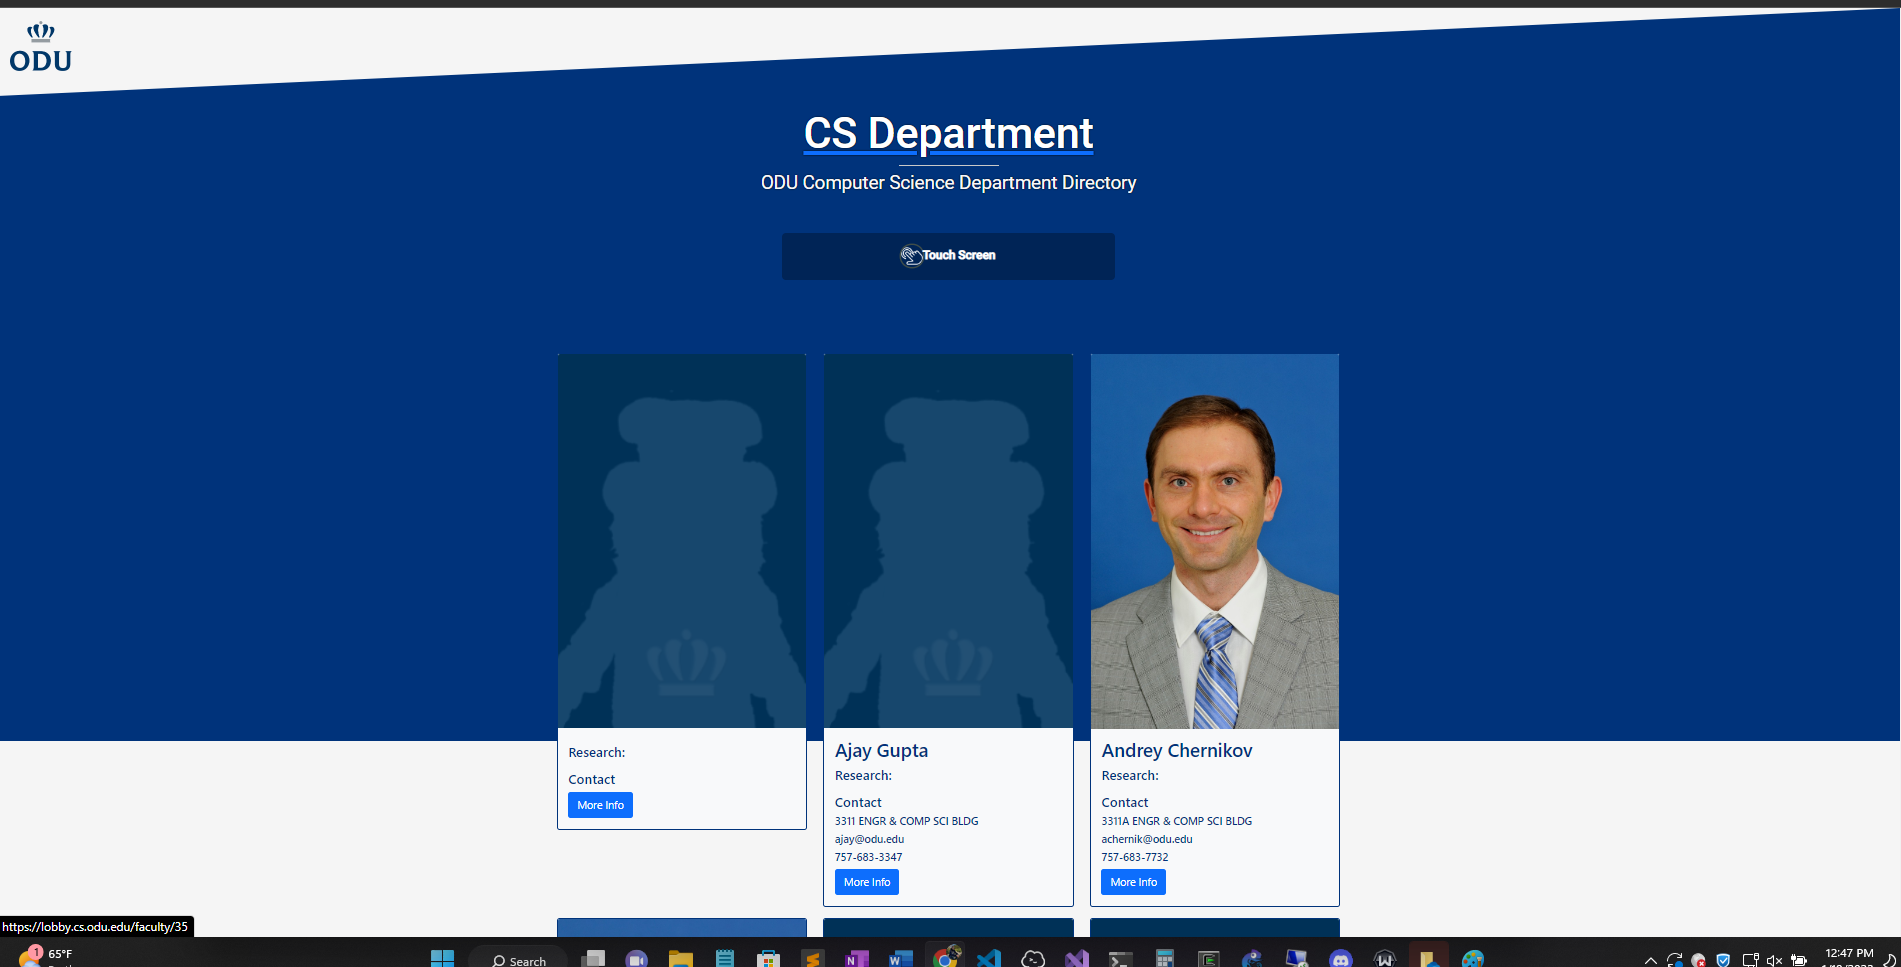 ODU
CS Department
ODU Computer Science Department Directory
Touch Screen
Research:
Contact
More Info
Ajay Gupta
Research:
Contact
3311 ENGR & COMP SCI BLDG
ajay@odu.edu
757-683-3347
More Info
Andrey Chernikov
Research:
Contact
3311A ENGR & COMP SCI BLDG
achernik@odu.edu
757-683-7732
More Info
https://lobby.cs.odu.edu/faculty/35
1
65°F
Search
12:47 PM